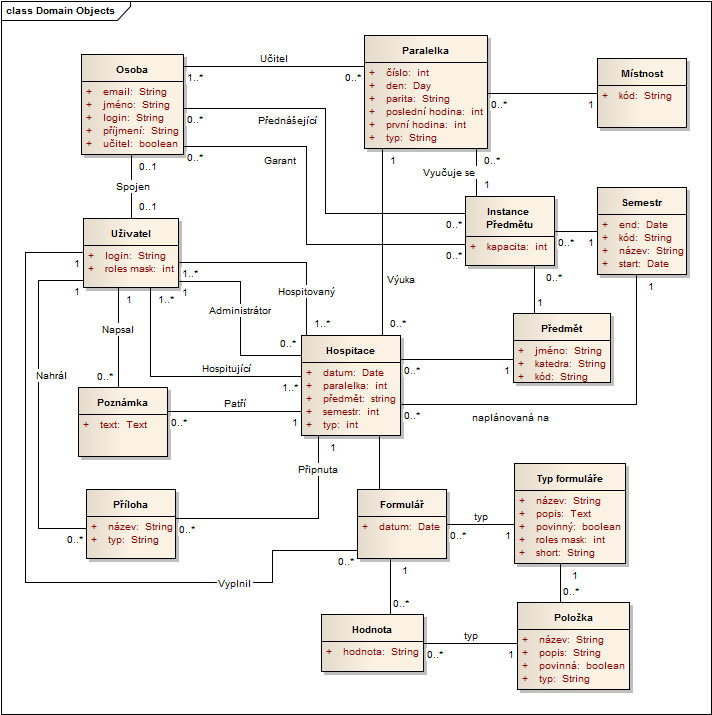 class Domain Objects
Osoba
+ email: String
+ jméno: String
+ login: String
+ příjmení: String
+ učitel: boolean
Učitel
1..*
0..*
Paralelka
+ číslo: int
+ den: Day
+ parita: String
+ poslední hodina: int
+ první hodina: int
+ typ: String
0..*
1
Místnost
+ kód: String
0..*
Přednášející
0..*
Garant
0..1
Spojen
0..1
1
0..*
Vyučuje se
1
Instance
Předmětu
+ kapacita: int
0..*
0..*
0..*
1
Semestr
+ end: Date
+ kód: String
+ název: String
+ start: Date
1
Uživatel
+ login: String
+ roles mask: int
1
1
1
1..*
1..*
1
Hospitovaný
1..*
Administrátor
0..*
Hospitující
1..*
Výuka
0..*
0..*
1
Předmět
+ jméno: String
+ katedra: String
+ kód: String
0..*
1
naplánovaná na
0..*
Napsal
0..*
Nahrál
0..*
Hospitace
+ datum: Date
+ paralelka: int
+ předmět: string
+ semestr: int
+ typ: int
Poznámka
+ text: Text
Patří
0..*
1
Příloha
+ název: String
+ typ: String
Připnuta
1
0..*
Formulář
+ datum: Date
Vyplnil
0..*
typ
0..*
1
Typ formuláře
+ název: String
+ popis: Text
+ povinný: boolean
+ roles mask: int
+ short: String
1
0..*
1
0..*
Hodnota
+ hodnota: String
typ
0..*
1
Položka
+ název: String
+ popis: String
+ povinná: boolean
+ typ: String